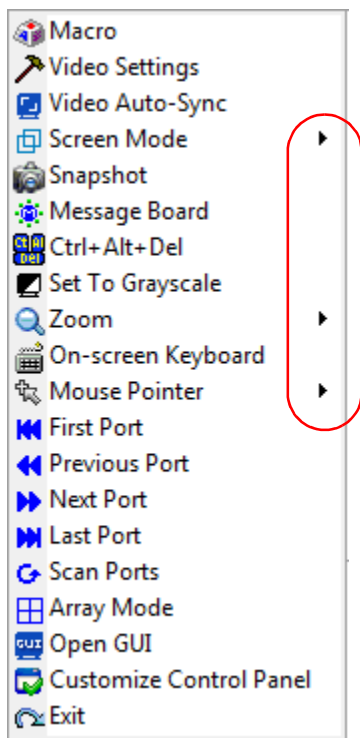 Macro
Video Settings
Video Auto-Sync
Screen Mode
Snapshot
Message Board
Ctrl+Alt+Del
Set To Grayscale
Zoom
On-screen Keyboard
Mouse Pointer
First Port
Previous Port
Next Port
Last Port
Scan Ports
Array Mode
GUI Open GUI
Customize Control Panel
Exit